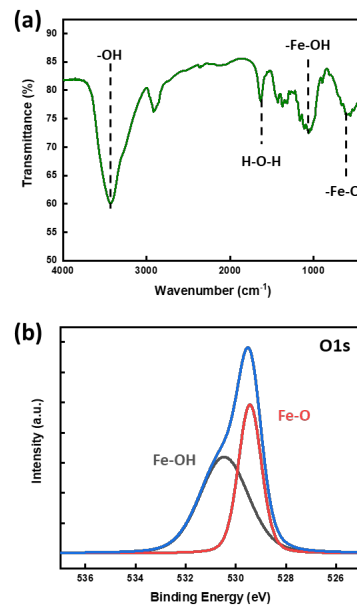 (a)
85
80
75
70
65
60
55
50
Transmittance (%)
-OH
H-O-H
-Fe-OH
-Fe-O
4000 3000 2000 1000
Wavenumber (cm⁻¹)
(b)
O1s
Fe-O
Fe-OH
Intensity (a.u.)
536 534 532 530 528 526
Binding Energy (eV)